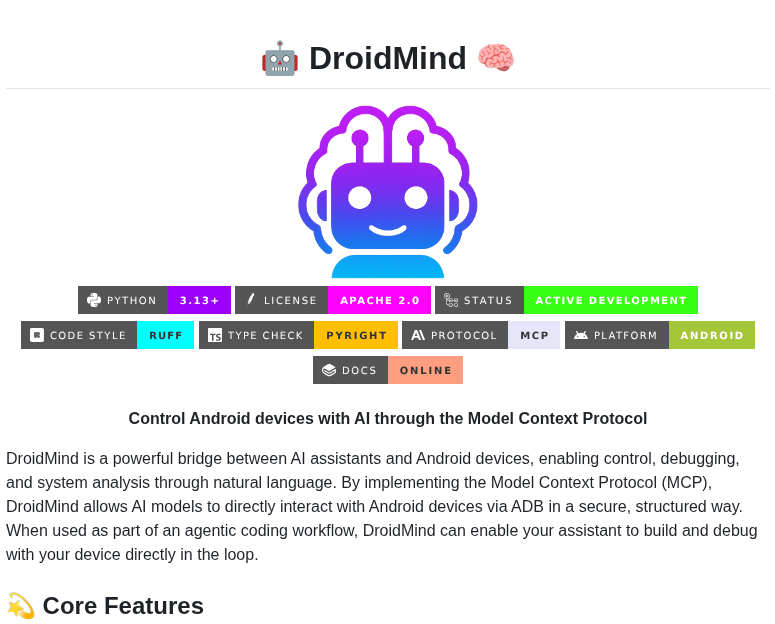 🤖 DroidMind 🧠
PYTHON 3.13+ LICENSE APACHE 2.0 STATUS ACTIVE DEVELOPMENT
CODE STYLE RUFF TYPE CHECK PYRIGHT PROTOCOL MCP PLATFORM ANDROID
DOCS ONLINE
Control Android devices with AI through the Model Context Protocol
DroidMind is a powerful bridge between AI assistants and Android devices, enabling control, debugging,
and system analysis through natural language. By implementing the Model Context Protocol (MCP),
DroidMind allows AI models to directly interact with Android devices via ADB in a secure, structured way.
When used as part of an agentic coding workflow, DroidMind can enable your assistant to build and debug
with your device directly in the loop.
💫 Core Features